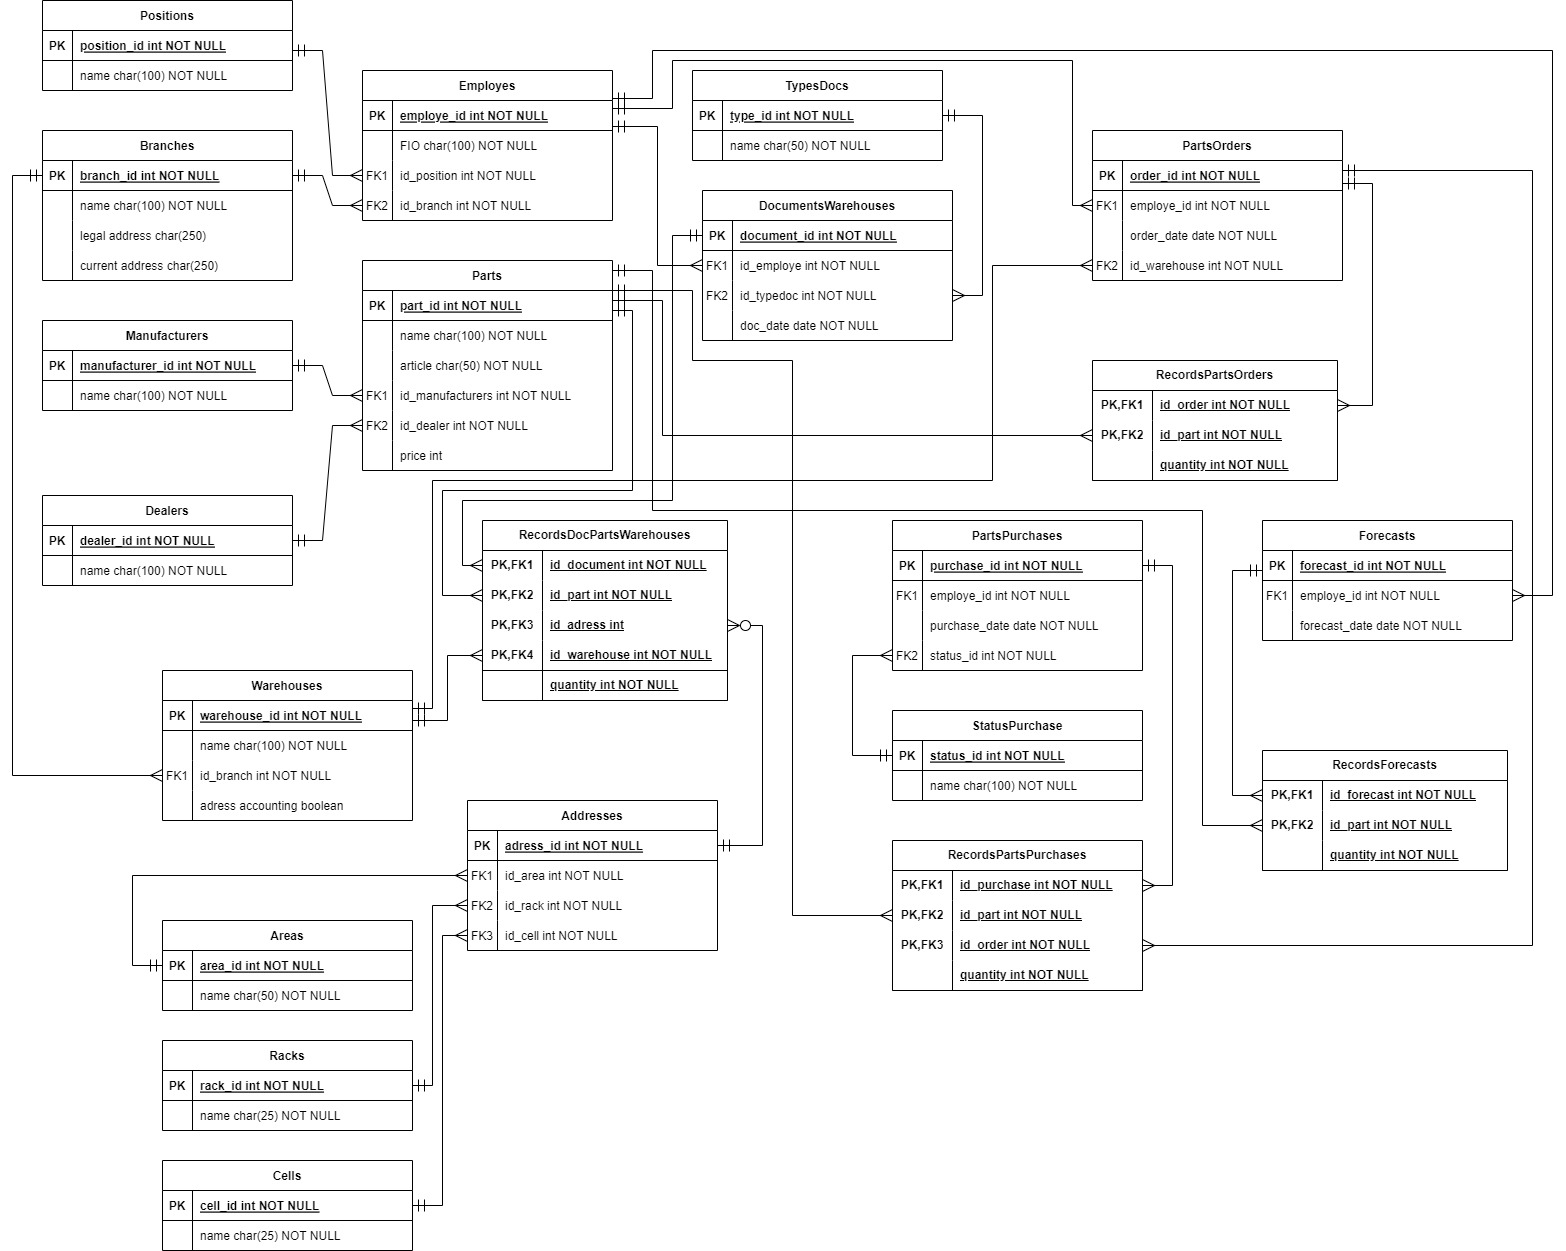 Positions
PK position_id int NOT NULL
name char(100) NOT NULL
Branches
PK branch_id int NOT NULL
name char(100) NOT NULL
legal address char(250)
current address char(250)
Manufacturers
PK manufacturer_id int NOT NULL
name char(100) NOT NULL
Dealers
PK dealer_id int NOT NULL
name char(100) NOT NULL
Employes
PK employe_id int NOT NULL
FIO char(100) NOT NULL
FK1 id_position int NOT NULL
FK2 id_branch int NOT NULL
Parts
PK part_id int NOT NULL
name char(100) NOT NULL
article char(50) NOT NULL
FK1 id_manufacturers int NOT NULL
FK2 id_dealer int NOT NULL
price int
TypesDocs
PK type_id int NOT NULL
name char(50) NOT NULL
DocumentsWarehouses
PK document_id int NOT NULL
FK1 id_employe int NOT NULL
FK2 id_typedoc int NOT NULL
doc_date date NOT NULL
PartsOrders
PK order_id int NOT NULL
FK1 employe_id int NOT NULL
order_date date NOT NULL
FK2 id_warehouse int NOT NULL
RecordsPartsOrders
PK,FK1 id_order int NOT NULL
PK,FK2 id_part int NOT NULL
quantity int NOT NULL
RecordsDocPartsWarehouses
PK,FK1 id_document int NOT NULL
PK,FK2 id_part int NOT NULL
PK,FK3 id_adress int
PK,FK4 id_warehouse int NOT NULL
quantity int NOT NULL
PartsPurchases
PK purchase_id int NOT NULL
FK1 employe_id int NOT NULL
purchase_date date NOT NULL
FK2 status_id int NOT NULL
Forecasts
PK forecast_id int NOT NULL
FK1 employe_id int NOT NULL
forecast_date date NOT NULL
Warehouses
PK warehouse_id int NOT NULL
name char(100) NOT NULL
FK1 id_branch int NOT NULL
adress accounting boolean
StatusPurchase
PK status_id int NOT NULL
name char(100) NOT NULL
RecordsForecasts
PK,FK1 id_forecast int NOT NULL
PK,FK2 id_part int NOT NULL
quantity int NOT NULL
Addresses
PK adress_id int NOT NULL
FK1 id_area int NOT NULL
FK2 id_rack int NOT NULL
FK3 id_cell int NOT NULL
RecordsPartsPurchases
PK,FK1 id_purchase int NOT NULL
PK,FK2 id_part int NOT NULL
PK,FK3 id_order int NOT NULL
quantity int NOT NULL
Areas
PK area_id int NOT NULL
name char(50) NOT NULL
Racks
PK rack_id int NOT NULL
name char(25) NOT NULL
Cells
PK cell_id int NOT NULL
name char(25) NOT NULL